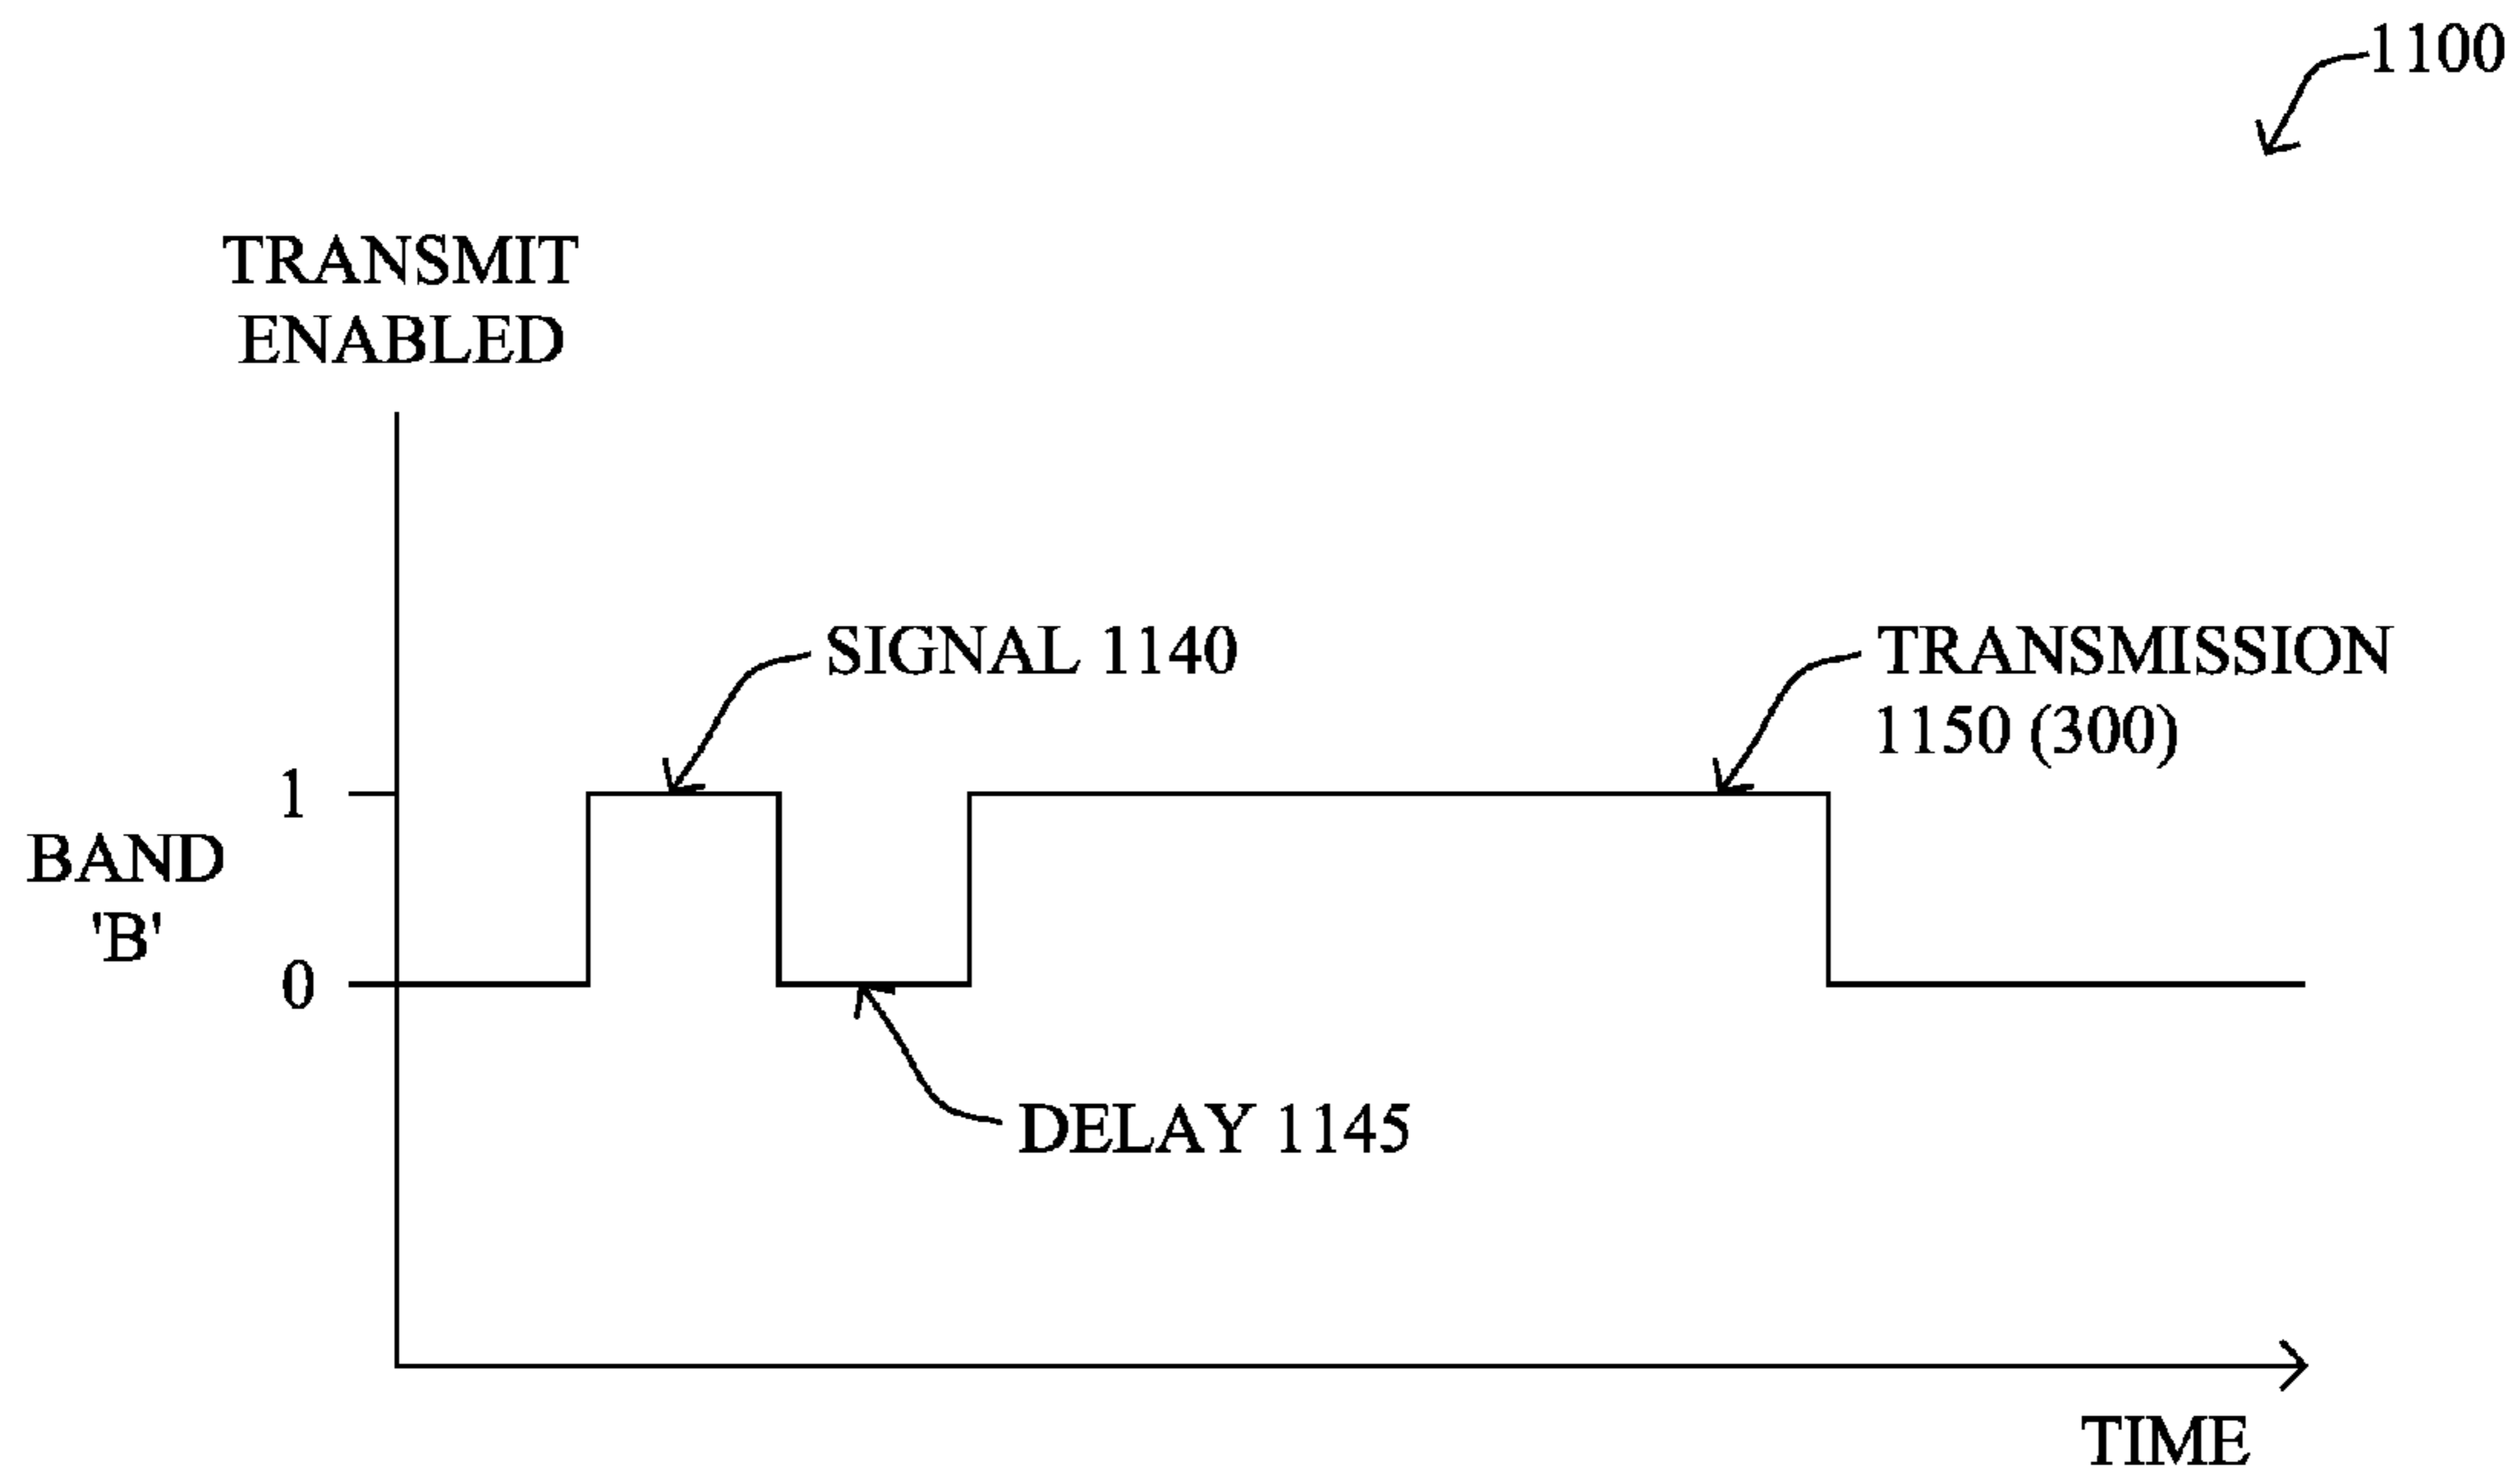 1100
TRANSMIT
ENABLED
SIGNAL 1140
TRANSMISSION
1150 (300)
1
BAND
'B'
0
DELAY 1145
TIME